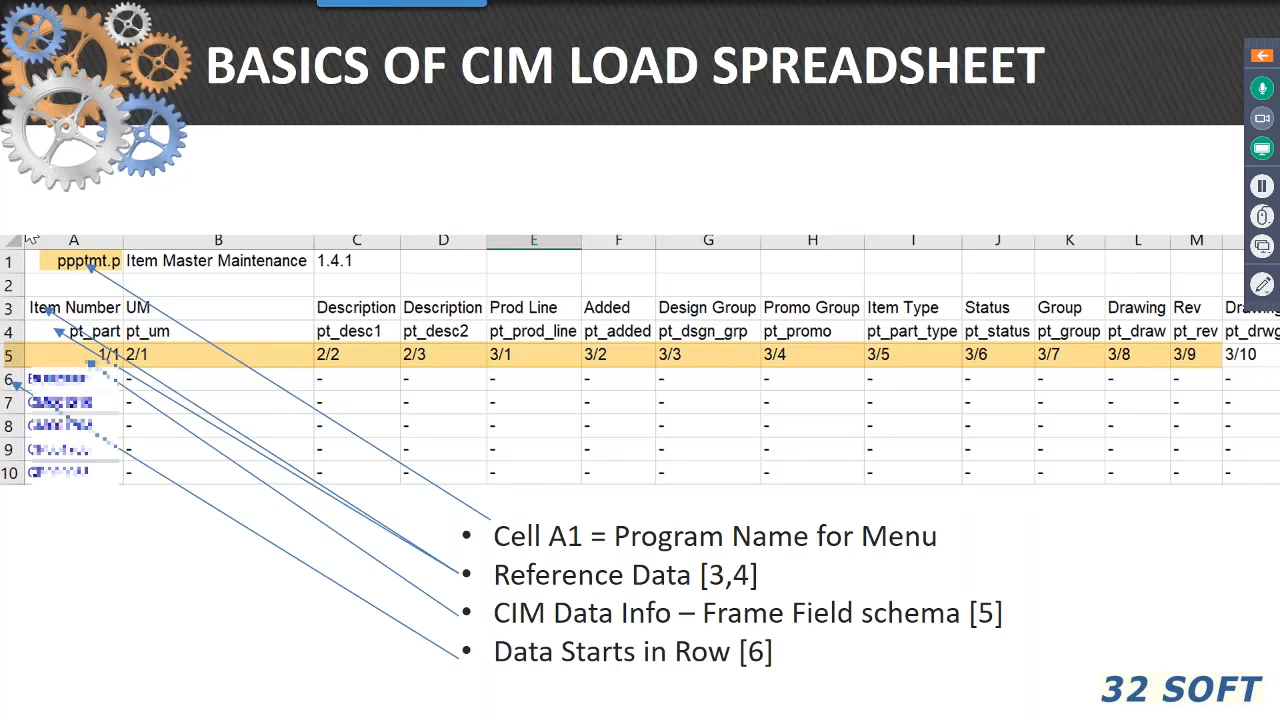 BASICS OF CIM LOAD SPREADSHEET
A B C D E F G H I J K L M
1 ppptmt.p Item Master Maintenance 1.4.1
2
3 Item Number UM Description Description Prod Line Added Design Group Promo Group Item Type Status Group Drawing Rev
4 pt_part pt_um pt_desc1 pt_desc2 pt_prod_line pt_added pt_dsgn_grp pt_promo pt_part_type pt_status pt_group pt_draw pt_rev pt_drwg
5 1/1 2/1 2/2 2/3 3/1 3/2 3/3 3/4 3/5 3/6 3/7 3/8 3/9 3/10
6 - - - - - - - - - - - - -
7 - - - - - - - - - - - - -
8 - - - - - - - - - - - - -
9 - - - - - - - - - - - - -
10 - - - - - - - - - - - - -
• Cell A1 = Program Name for Menu
• Reference Data [3,4]
• CIM Data Info – Frame Field schema [5]
• Data Starts in Row [6]
32 SOFT